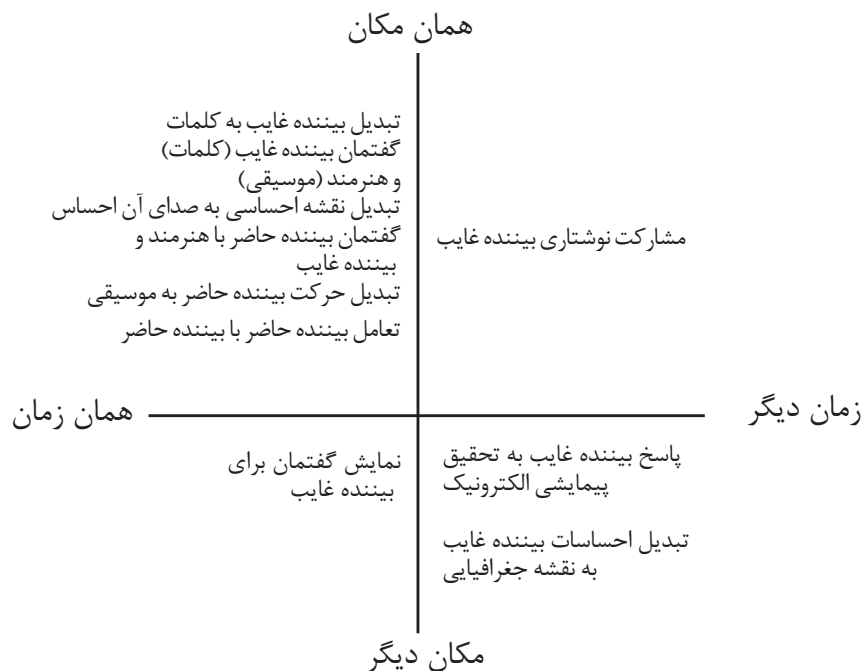 همان مکان
تبدیل بیننده غایب به کلمات
گفتمان بیننده غایب (کلمات)
و هنرمند (موسیقی)
تبدیل نقشه احساسی به صدای آن احساس
گفتمان بیننده حاضر با هنرمند و
بیننده غایب
تبدیل حرکت بیننده حاضر به موسیقی
تعامل بیننده حاضر با بیننده حاضر
مشارکت نوشتاری بیننده غایب
زمان دیگر
همان زمان
پاسخ بیننده غایب به تحقیق
پیمایشی الکترونیک
تبدیل احساسات بیننده غایب
به نقشه جغرافیایی
نمایش گفتمان برای
بیننده غایب
مکان دیگر